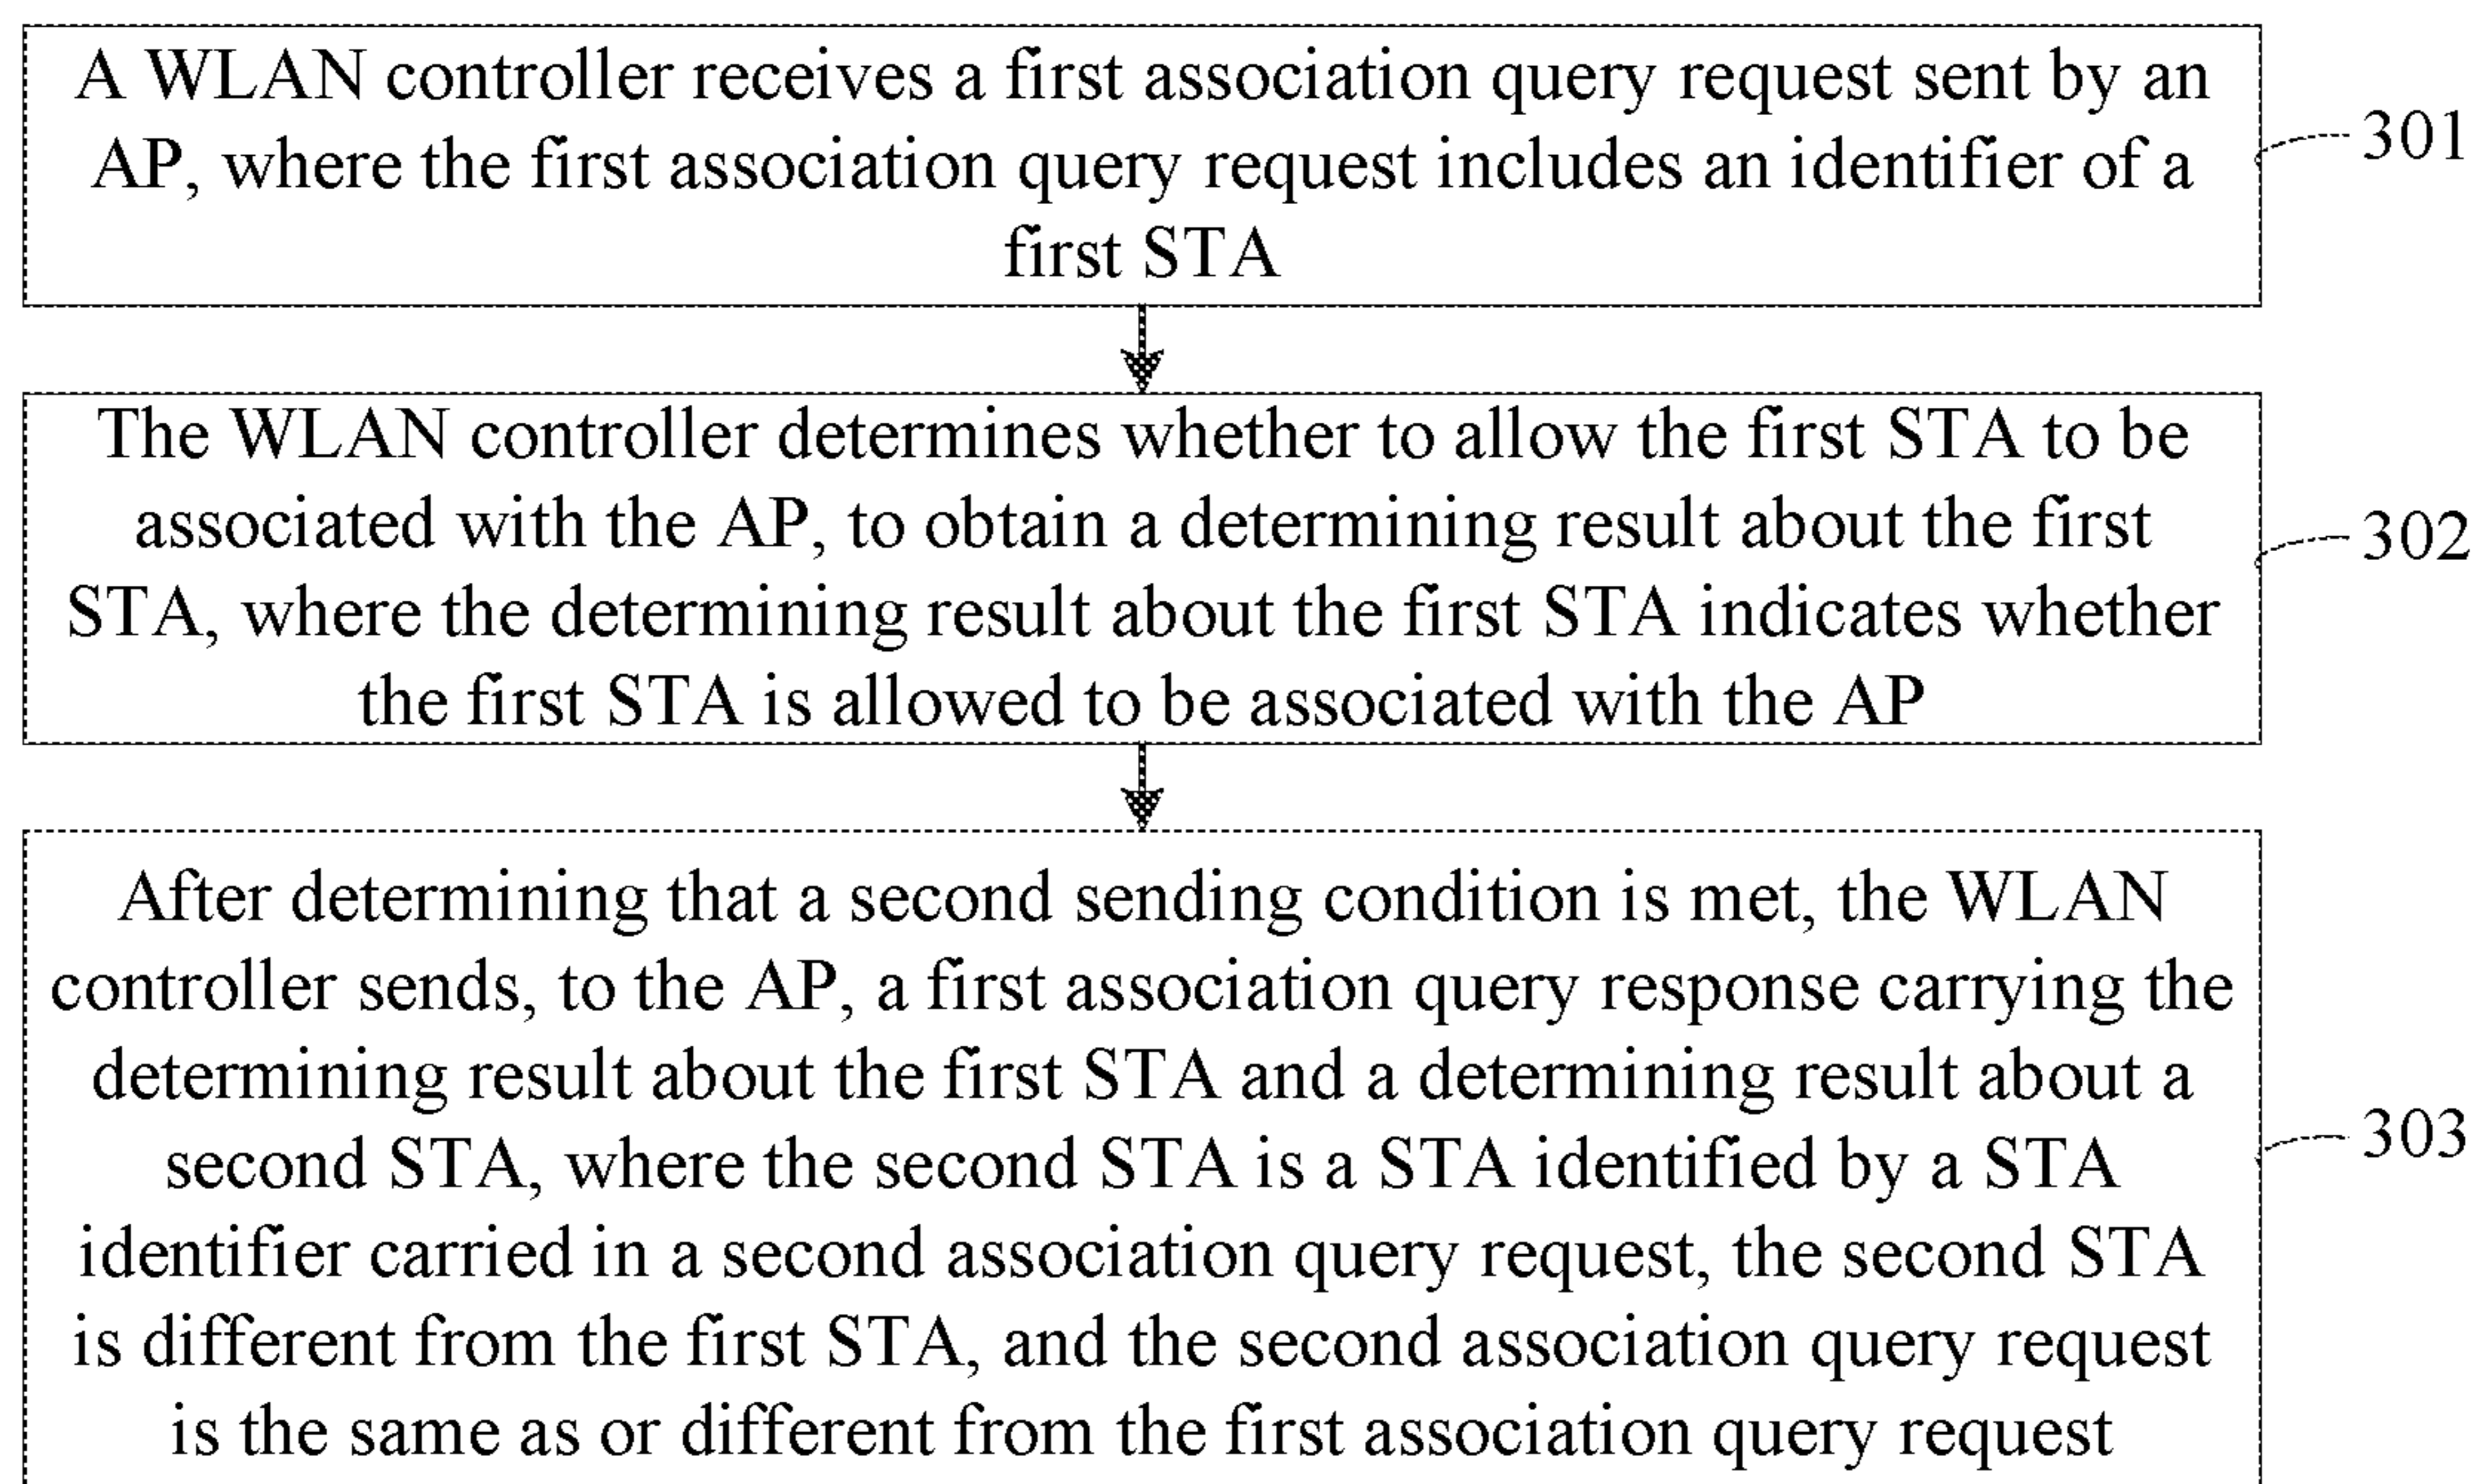 A WLAN controller receives a first association query request sent by an
AP, where the first association query request includes an identifier of a
first STA
301
The WLAN controller determines whether to allow the first STA to be
associated with the AP, to obtain a determining result about the first
STA, where the determining result about the first STA indicates whether
the first STA is allowed to be associated with the AP
302
After determining that a second sending condition is met, the WLAN
controller sends, to the AP, a first association query response carrying the
determining result about the first STA and a determining result about a
second STA, where the second STA is a STA identified by a STA
identifier carried in a second association query request, the second STA
is different from the first STA, and the second association query request
is the same as or different from the first association query request
303